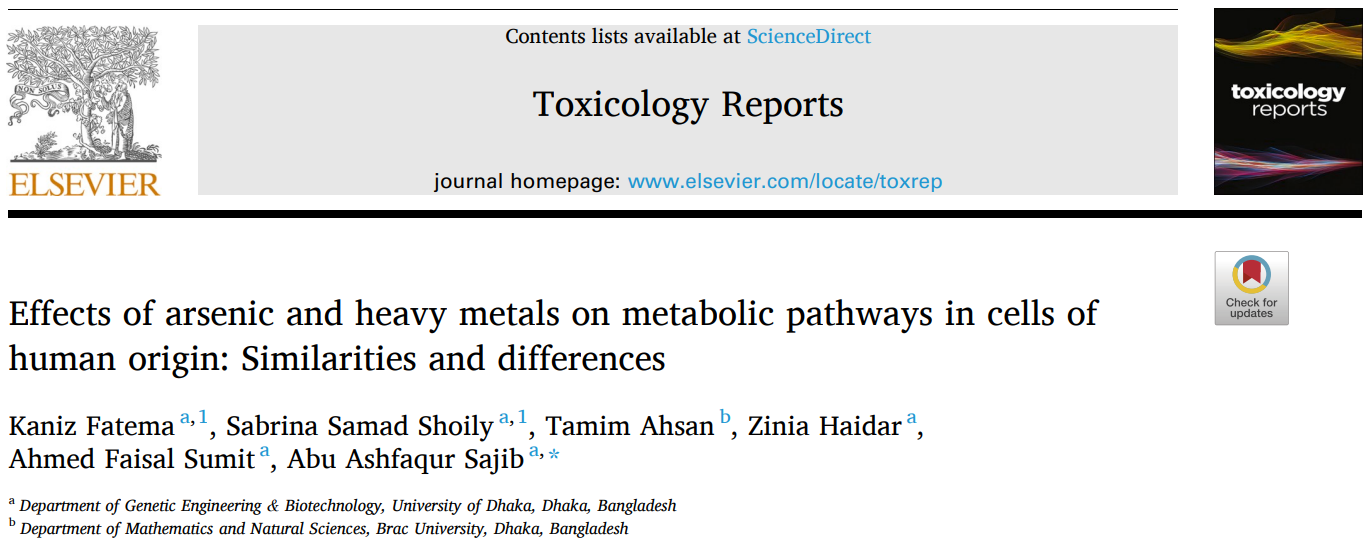 Contents lists available at ScienceDirect
Toxicology Reports
journal homepage: www.elsevier.com/locate/toxrep
NON SOLUS
ELSEVIER
toxicology
reports
Check for
updates
Effects of arsenic and heavy metals on metabolic pathways in cells of
human origin: Similarities and differences
Kaniz Fatema a,1, Sabrina Samad Shoily a,1, Tamim Ahsan b, Zinia Haidar a,
Ahmed Faisal Sumit a, Abu Ashfaqur Sajib a,*
a Department of Genetic Engineering & Biotechnology, University of Dhaka, Dhaka, Bangladesh
b Department of Mathematics and Natural Sciences, Brac University, Dhaka, Bangladesh